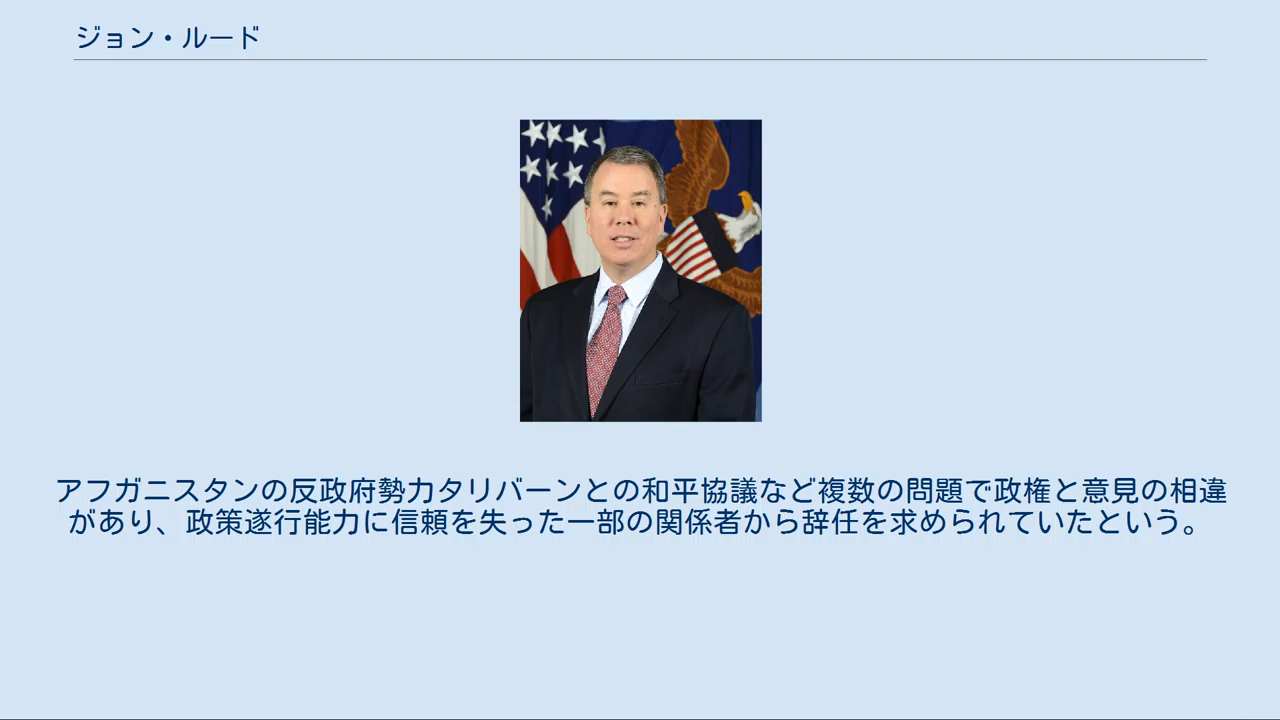 ジョン・ルード
アフガニスタンの反政府勢力タリバーンとの和平協議など複数の問題で政権と意見の相違
があり、政策遂行能力に信頼を失った一部の関係者から辞任を求められていたという。